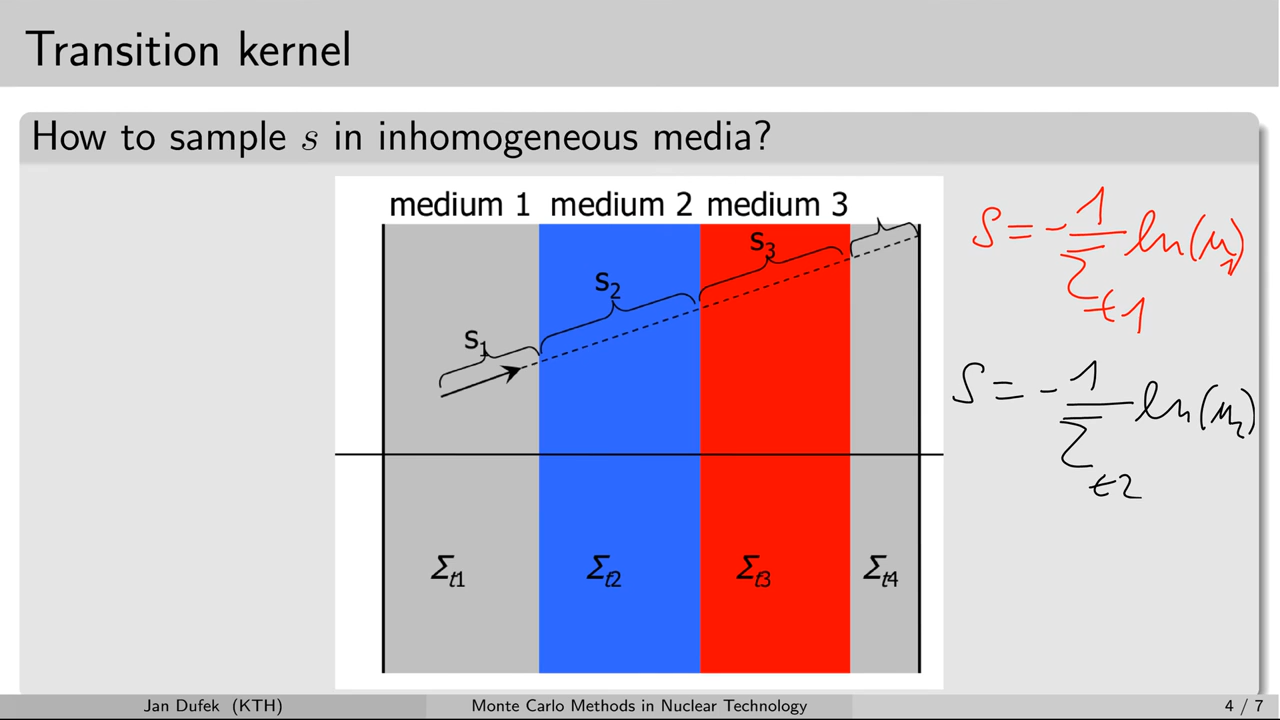 Transition kernel
How to sample s in inhomogeneous media?
medium 1 medium 2 medium 3
s₁
s₂
s₃
Σt1 Σt2 Σt3 Σt4
S = - 1/Σt1 ln(u₁)
S = - 1/Σt2 ln(u₂)
Jan Dufek (KTH) Monte Carlo Methods in Nuclear Technology 4 / 7